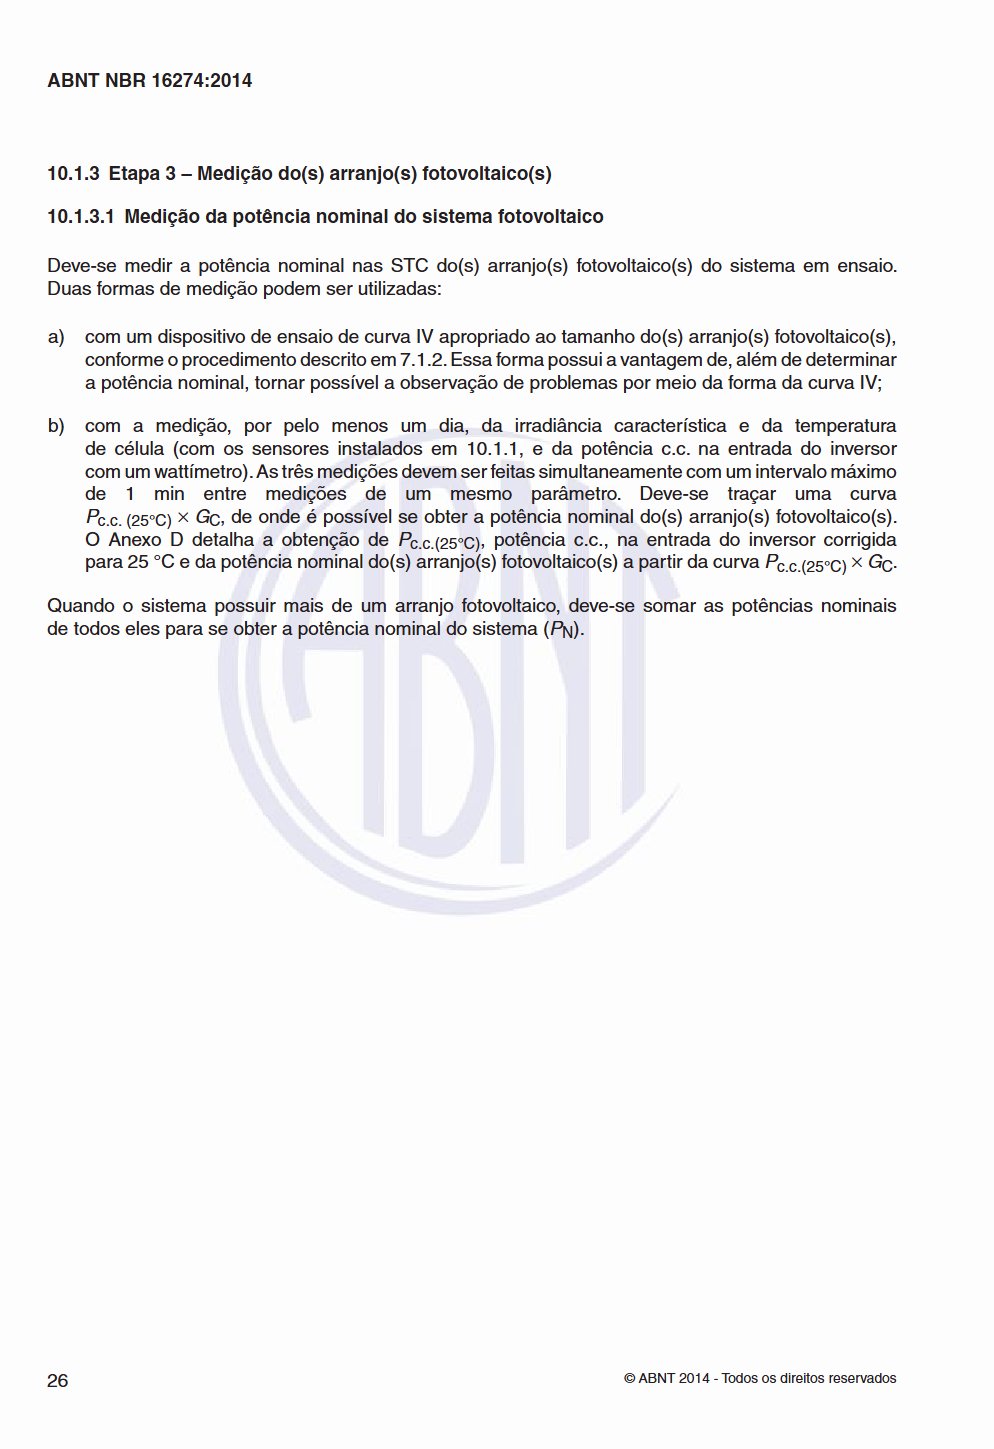 ABNT NBR 16274:2014
10.1.3 Etapa 3 – Medição do(s) arranjo(s) fotovoltaico(s)
10.1.3.1 Medição da potência nominal do sistema fotovoltaico
Deve-se medir a potência nominal nas STC do(s) arranjo(s) fotovoltaico(s) do sistema em ensaio.
Duas formas de medição podem ser utilizadas:
a) com um dispositivo de ensaio de curva IV apropriado ao tamanho do(s) arranjo(s) fotovoltaico(s),
conforme o procedimento descrito em 7.1.2. Essa forma possui a vantagem de, além de determinar
a potência nominal, tornar possível a observação de problemas por meio da forma da curva IV;
b) com a medição, por pelo menos um dia, da irradiância característica e da temperatura
de célula (com os sensores instalados em 10.1.1, e da potência c.c. na entrada do inversor
com um wattímetro). As três medições devem ser feitas simultaneamente com um intervalo máximo
de 1 min entre medições de um mesmo parâmetro. Deve-se traçar uma curva
Pc.c. (25°C) × GC, de onde é possível se obter a potência nominal do(s) arranjo(s) fotovoltaico(s).
O Anexo D detalha a obtenção de Pc.c.(25°C), potência c.c., na entrada do inversor corrigida
para 25 °C e da potência nominal do(s) arranjo(s) fotovoltaico(s) a partir da curva Pc.c.(25°C) × GC.
Quando o sistema possuir mais de um arranjo fotovoltaico, deve-se somar as potências nominais
de todos eles para se obter a potência nominal do sistema (PN).
ABNT
26
© ABNT 2014 - Todos os direitos reservados